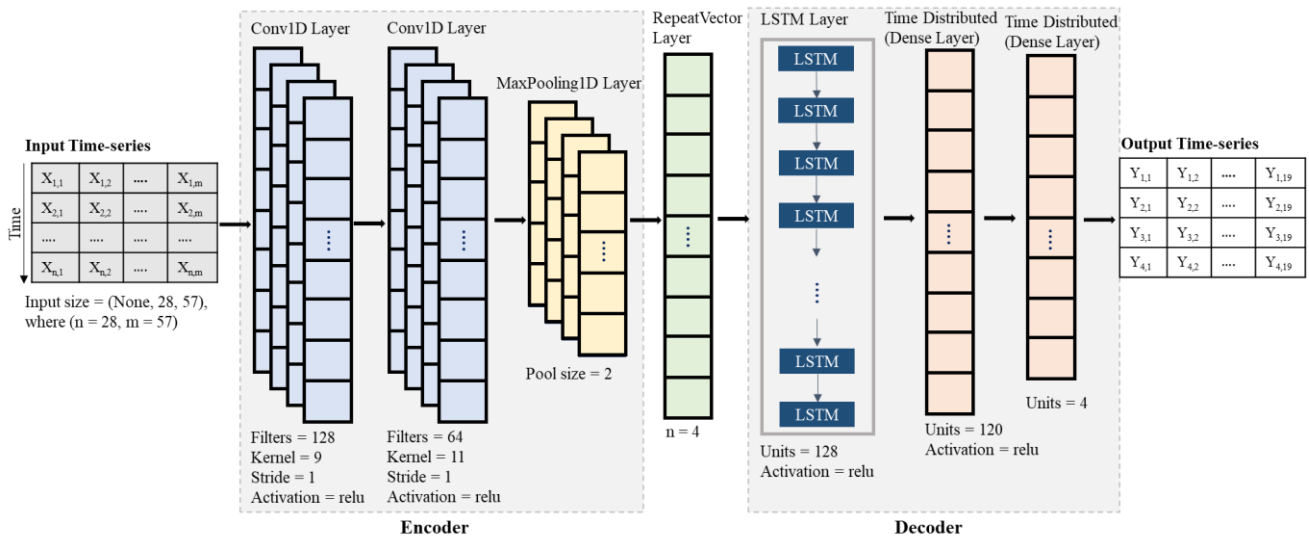 Conv1D Layer
Conv1D Layer
MaxPooling1D Layer
RepeatVector
Layer
LSTM Layer
Time Distributed
(Dense Layer)
Time Distributed
(Dense Layer)
Input Time-series
Time
X1,1 X1,2 .... X1,m
X2,1 X2,2 .... X2,m
.... .... .... ....
Xn,1 Xn,2 .... Xn,m
Input size = (None, 28, 57),
where (n = 28, m = 57)
Filters = 128
Kernel = 9
Stride = 1
Activation = relu
Filters = 64
Kernel = 11
Stride = 1
Activation = relu
Pool size = 2
Encoder
n = 4
LSTM
LSTM
LSTM
LSTM
LSTM
LSTM
Units = 128
Activation = relu
Units = 120
Activation = relu
Units = 4
Decoder
Output Time-series
Y1,1 Y1,2 .... Y1,19
Y2,1 Y2,2 .... Y2,19
Y3,1 Y3,2 .... Y3,19
Y4,1 Y4,2 .... Y4,19